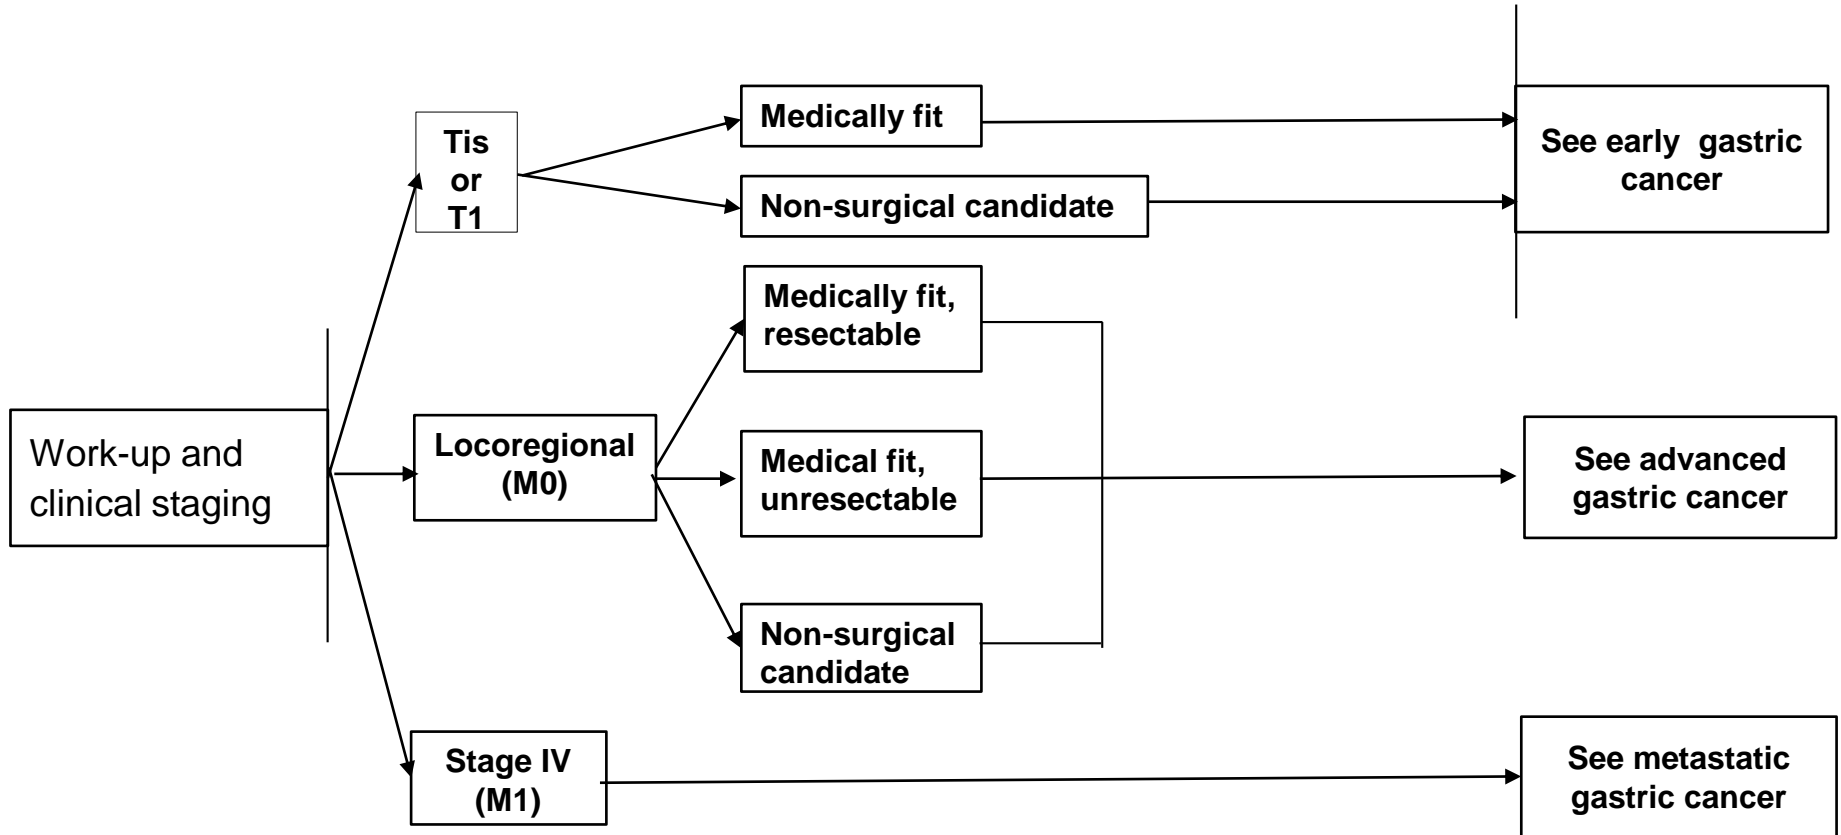 Work-up and
clinical staging
Tis
or
T1
Medically fit
Non-surgical candidate
See early  gastric
cancer
Locoregional
(M0)
Medically fit,
resectable
Medical fit,
unresectable
Non-surgical
candidate
See advanced
gastric cancer
Stage IV
(M1)
See metastatic
gastric cancer